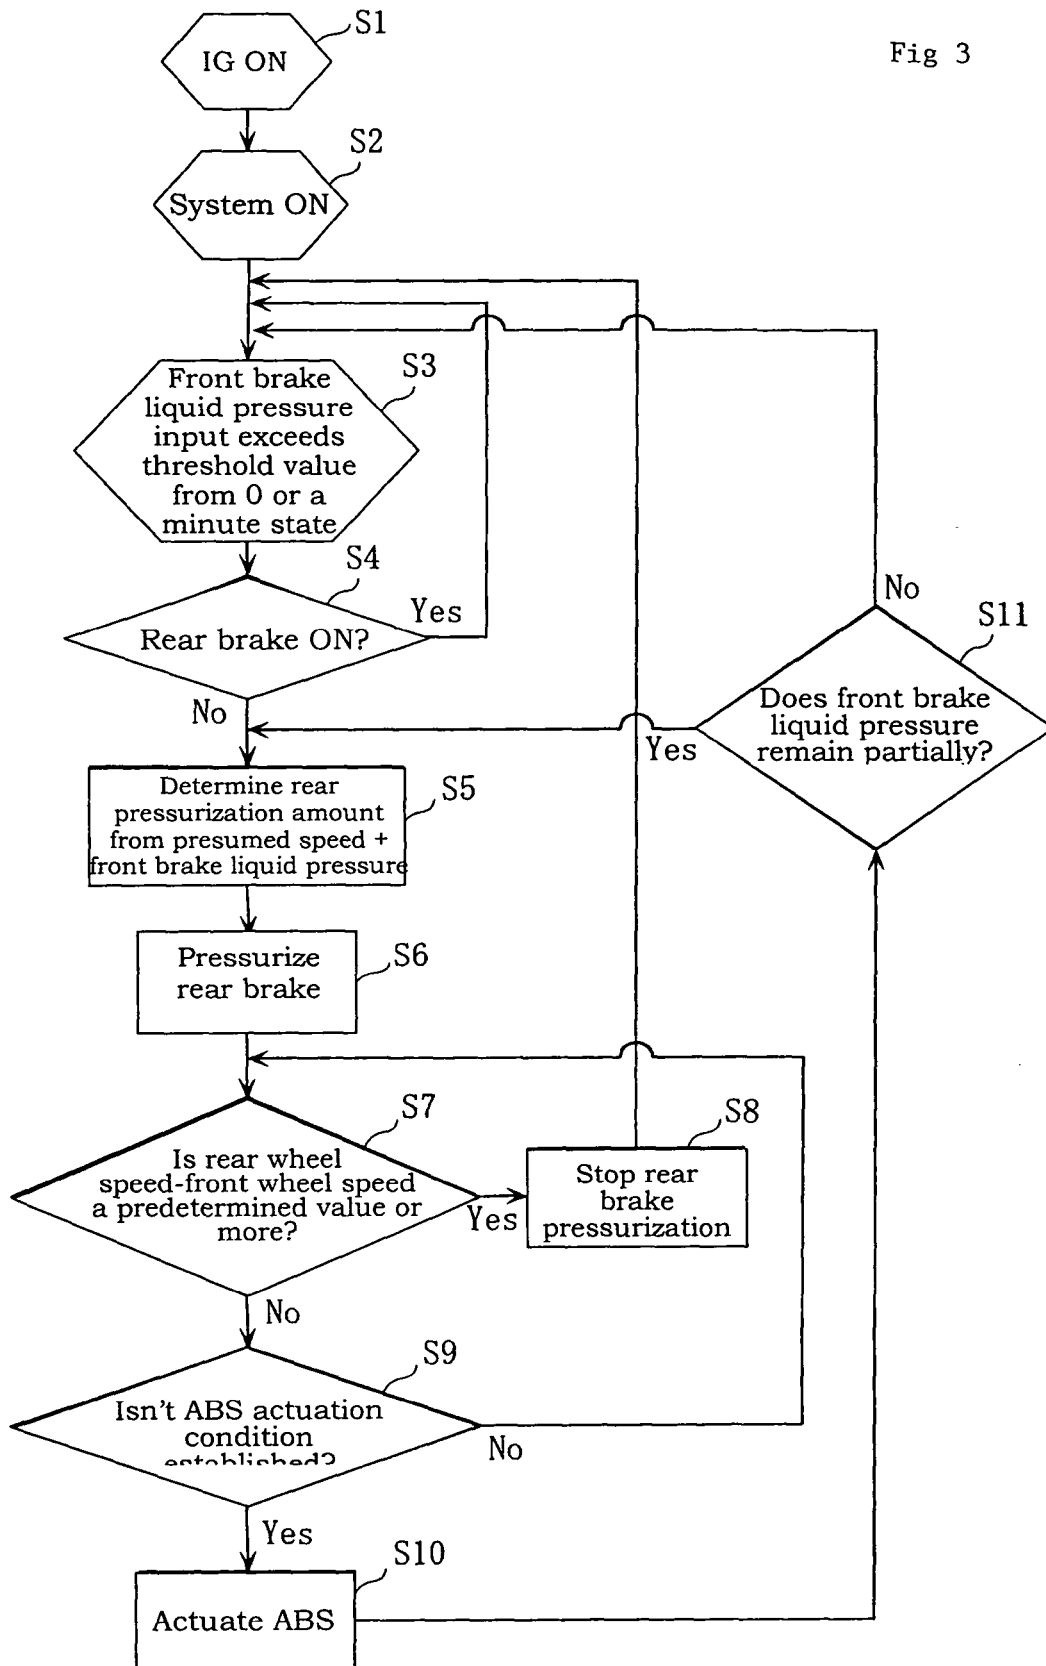 Fig 3
S1
IG ON
S2
System ON
S3
Front brake
liquid pressure
input exceeds
threshold value
from 0 or a
minute state
S4
Rear brake ON?
Yes
No
S11
Does front brake
liquid pressure
remain partially?
No
Yes
S5
Determine rear
pressurization amount
from presumed speed +
front brake liquid pressure
S6
Pressurize
rear brake
S7
Is rear wheel
speed-front wheel speed
a predetermined value or
more?
Yes
No
S8
Stop rear
brake
pressurization
S9
Isn't ABS actuation
condition
established?
No
Yes
S10
Actuate ABS